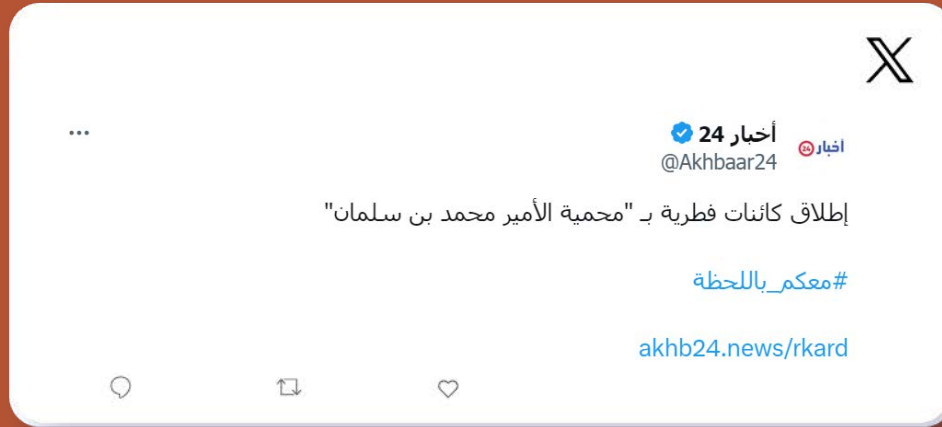 أخبار 24
أخبار 24
@Akhbaar24
إطلاق كائنات فطرية بـ "محمية الأمير محمد بن سلمان"
#معكم_باللحظة
akhb24.news/rkard